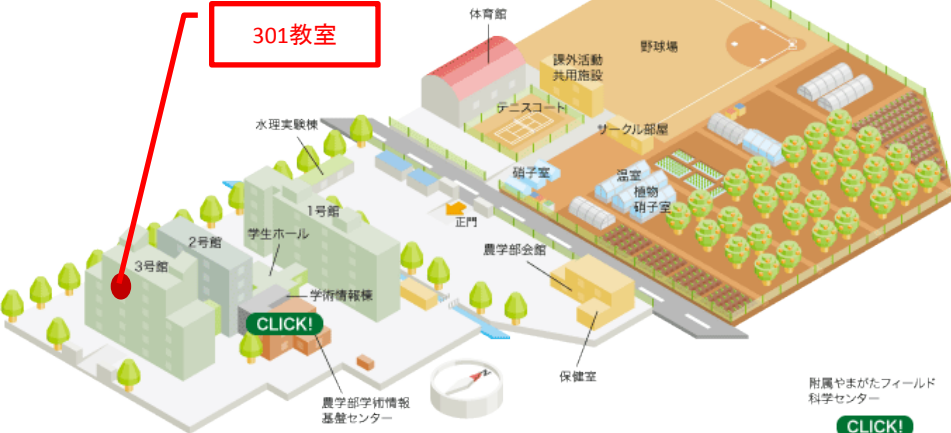 301教室
体育館
野球場
課外活動
共用施設
テニスコート
水理実験棟
サークル部屋
硝子室
温室
植物
硝子室
1号館
正門
学生ホール
2号館
農学部会館
3号館
学術情報棟
CLICK!
保健室
農学部学術情報
基盤センター
附属やまがたフィールド
科学センター
CLICK!